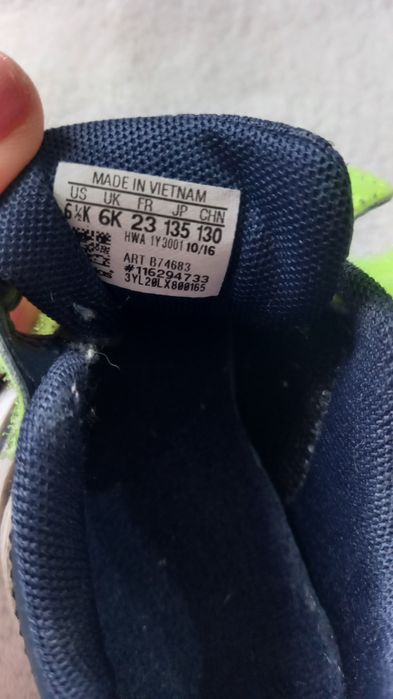 MADE IN VIETNAM
US UK FR JP CHN
6½K 6K 23 135 130
HWA 1Y3001 10/16
ART B74683
#116294733
3YL20LX800165